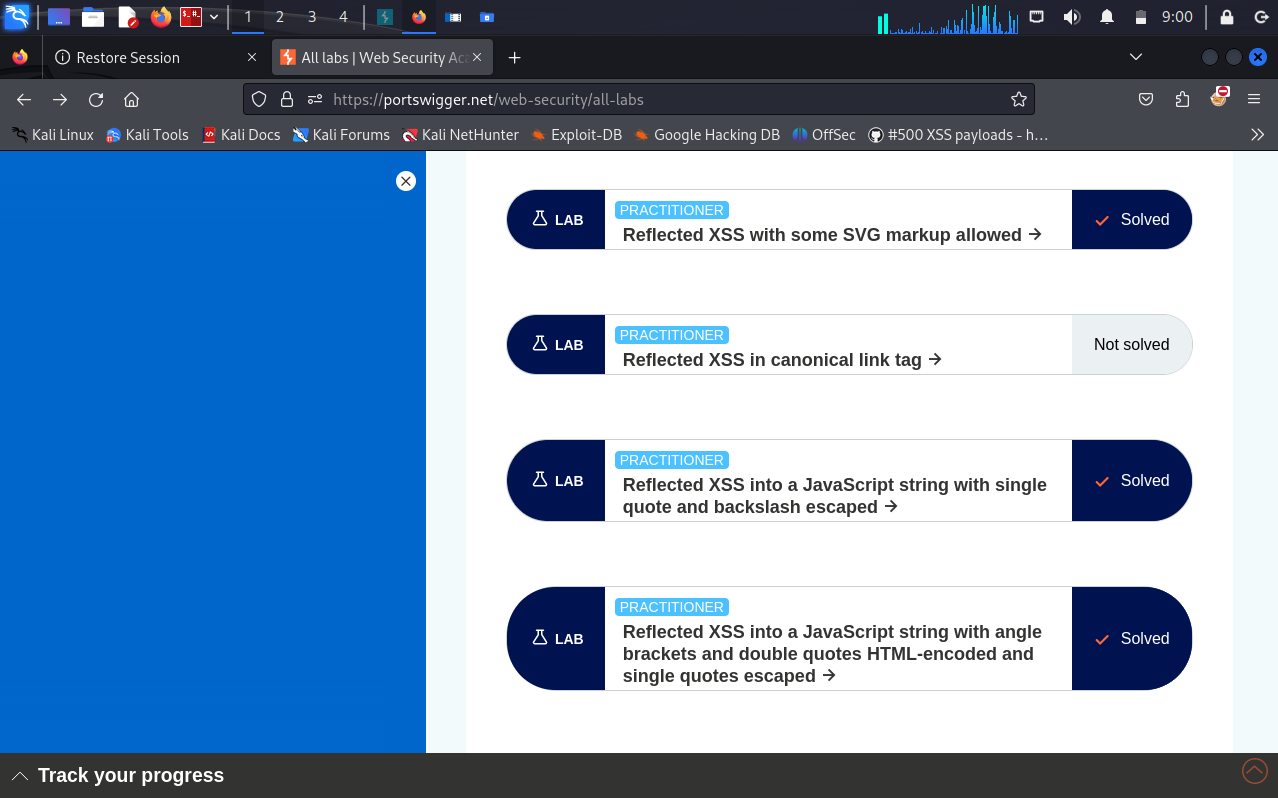 1 2 3 4 9:00
Restore Session
All labs | Web Security Aca
https://portswigger.net/web-security/all-labs
Kali Linux Kali Tools Kali Docs Kali Forums Kali NetHunter Exploit-DB Google Hacking DB OffSec #500 XSS payloads - h…
LAB
PRACTITIONER
Reflected XSS with some SVG markup allowed
Solved
LAB
PRACTITIONER
Reflected XSS in canonical link tag
Not solved
LAB
PRACTITIONER
Reflected XSS into a JavaScript string with single
quote and backslash escaped
Solved
LAB
PRACTITIONER
Reflected XSS into a JavaScript string with angle
brackets and double quotes HTML-encoded and
single quotes escaped
Solved
Track your progress